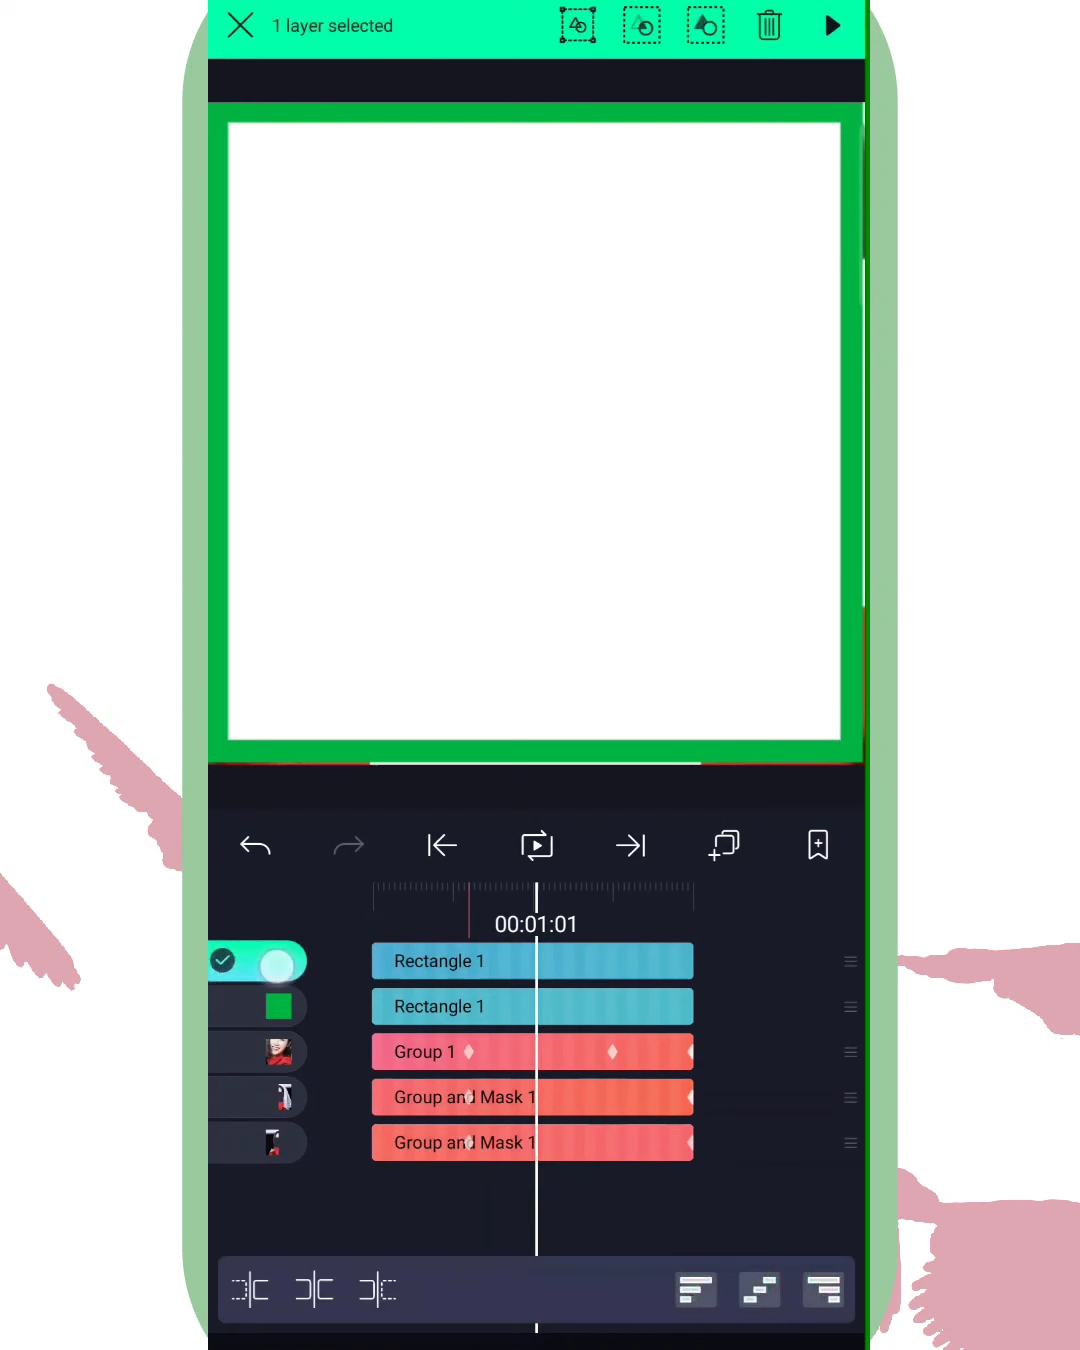 1 layer selected
00:01:01
Rectangle 1
Rectangle 1
Group 1
Group and Mask 1
Group and Mask 1